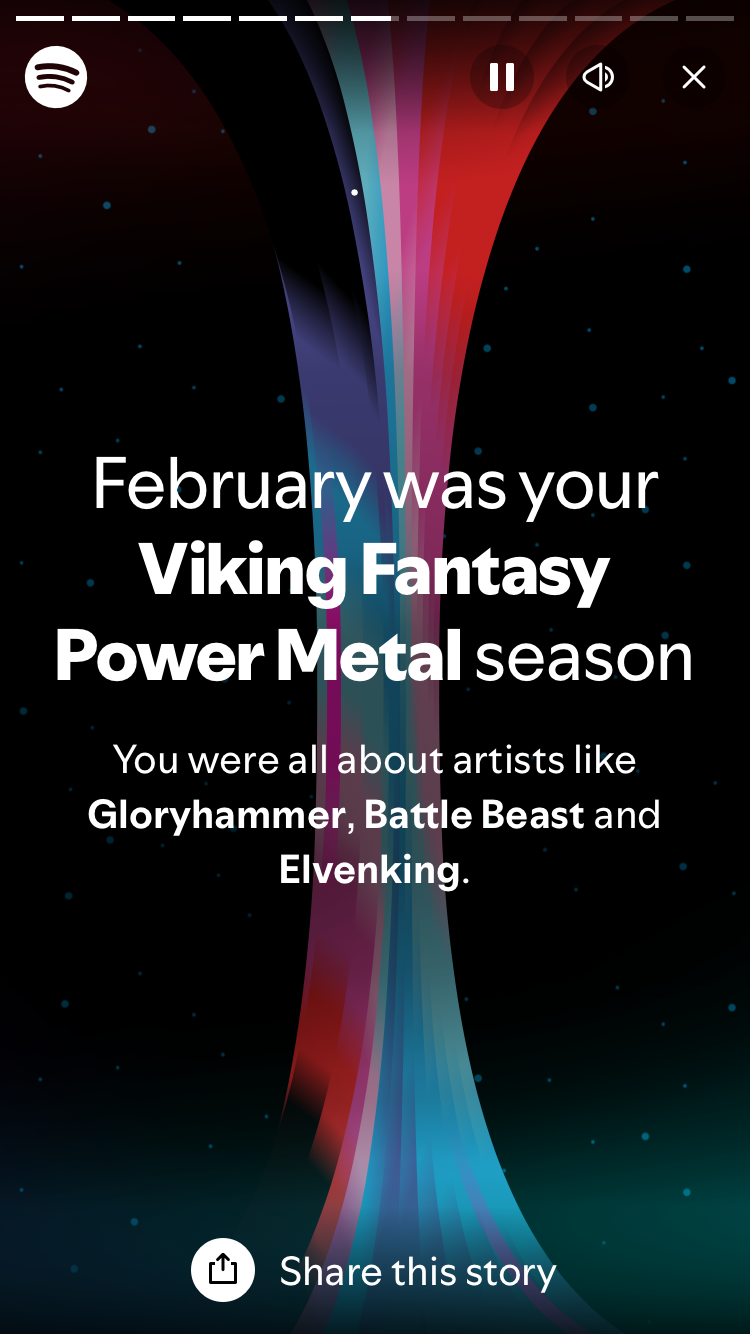 February was your
Viking Fantasy
Power Metal season
You were all about artists like
Gloryhammer, Battle Beast and
Elvenking.
Share this story